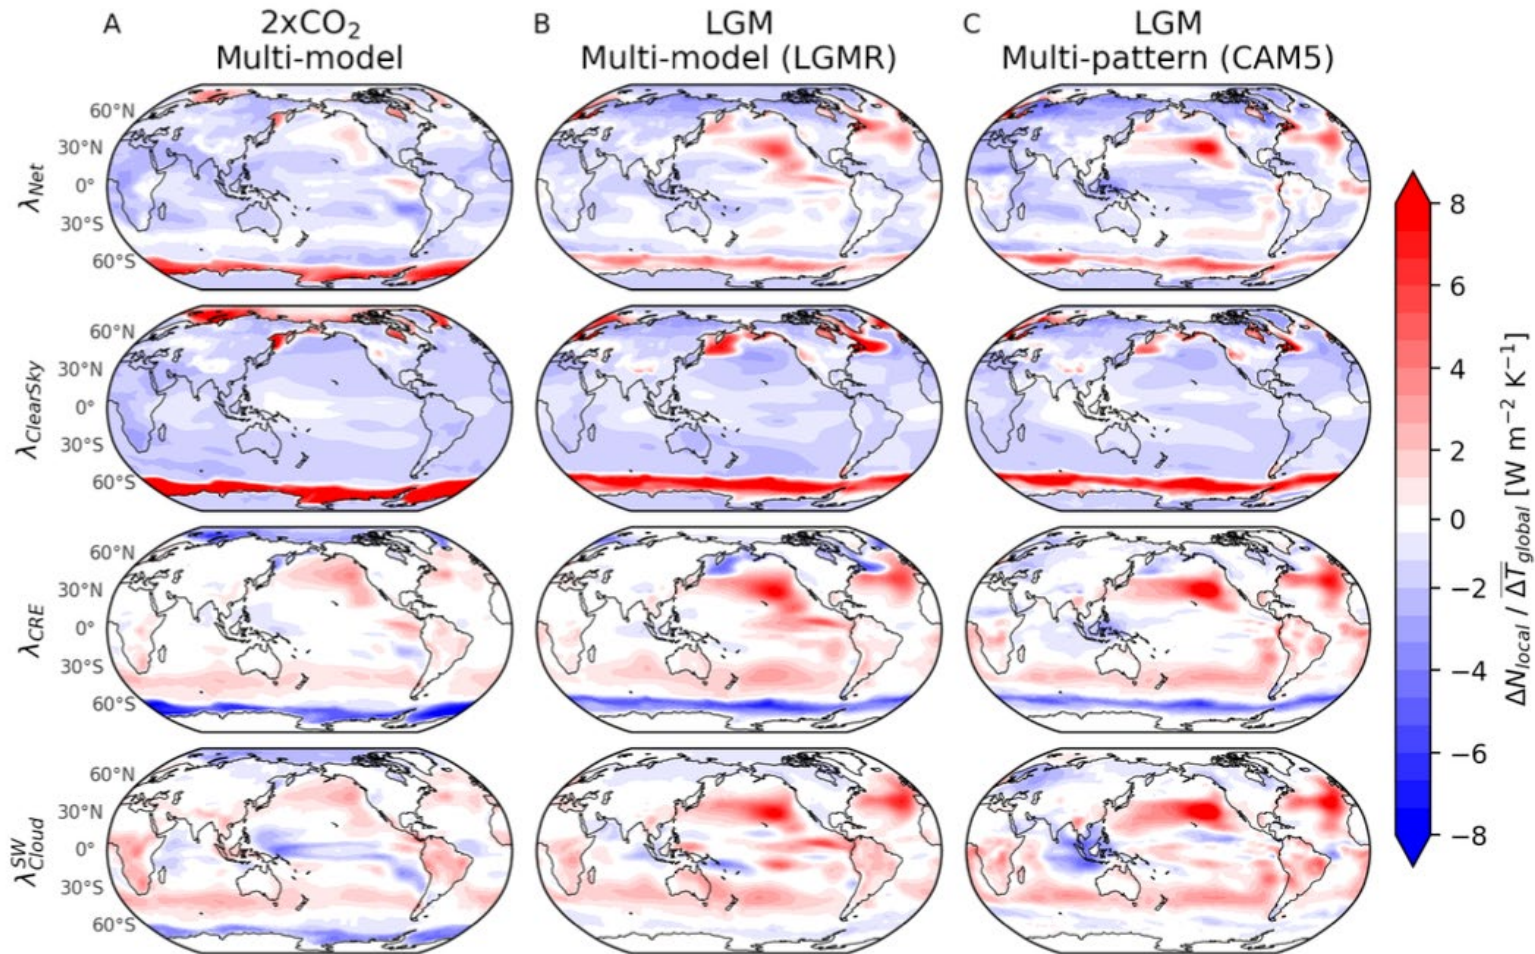 A
2xCO₂
Multi-model
B
LGM
Multi-model (LGMR)
C
LGM
Multi-pattern (CAM5)
λNet
60°N
30°N
0°
30°S
60°S
λClearSky
60°N
30°N
0°
30°S
60°S
λCRE
60°N
30°N
0°
30°S
60°S
λSWCloud
60°N
30°N
0°
30°S
60°S
8
6
4
2
0
−2
−4
−6
−8
ΔNlocal / ΔTglobal [W m⁻² K⁻¹]